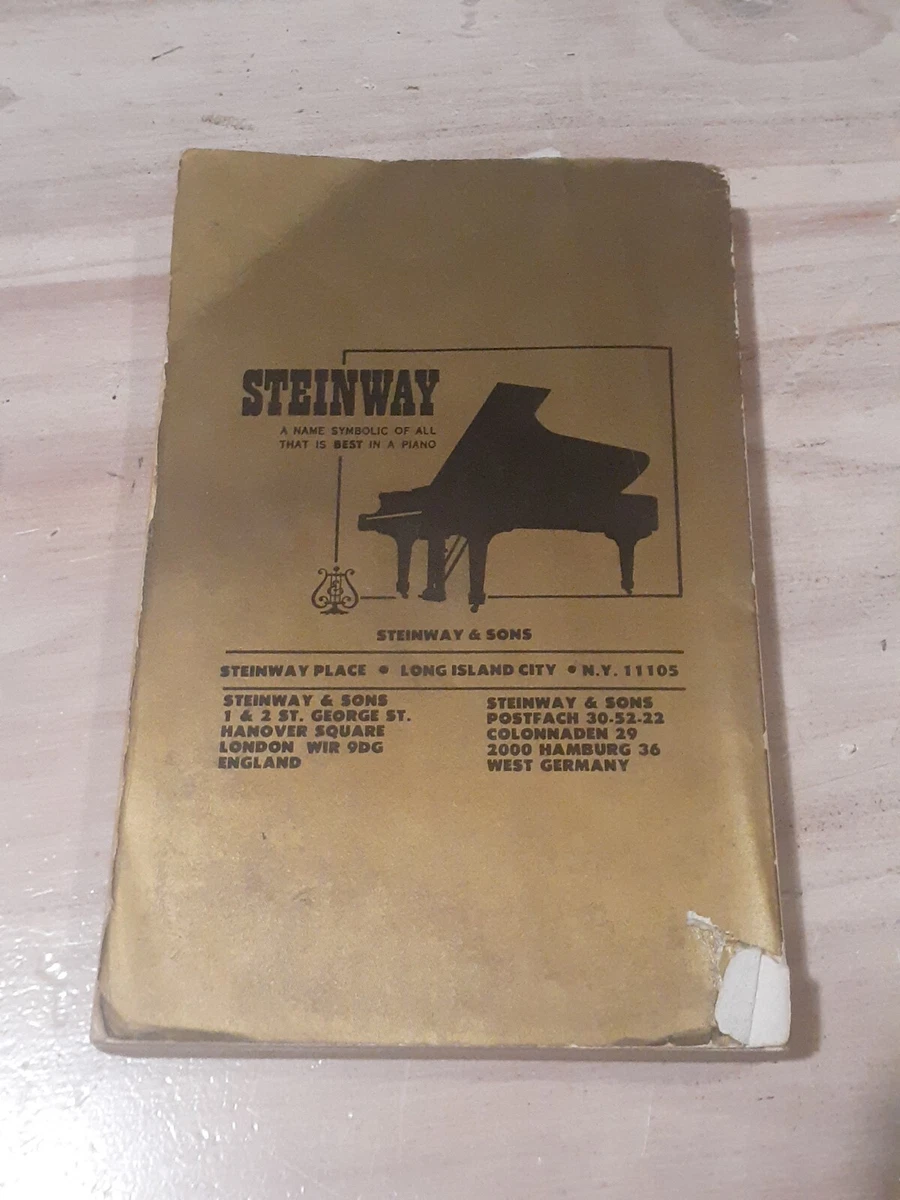 STEINWAY
A NAME SYMBOLIC OF ALL
THAT IS BEST IN A PIANO
STEINWAY & SONS
STEINWAY PLACE • LONG ISLAND CITY • N.Y. 11105
STEINWAY & SONS
1 & 2 ST. GEORGE ST.
HANOVER SQUARE
LONDON WIR 9DG
ENGLAND
STEINWAY & SONS
POSTFACH 30-52-22
COLONNADEN 29
2000 HAMBURG 36
WEST GERMANY